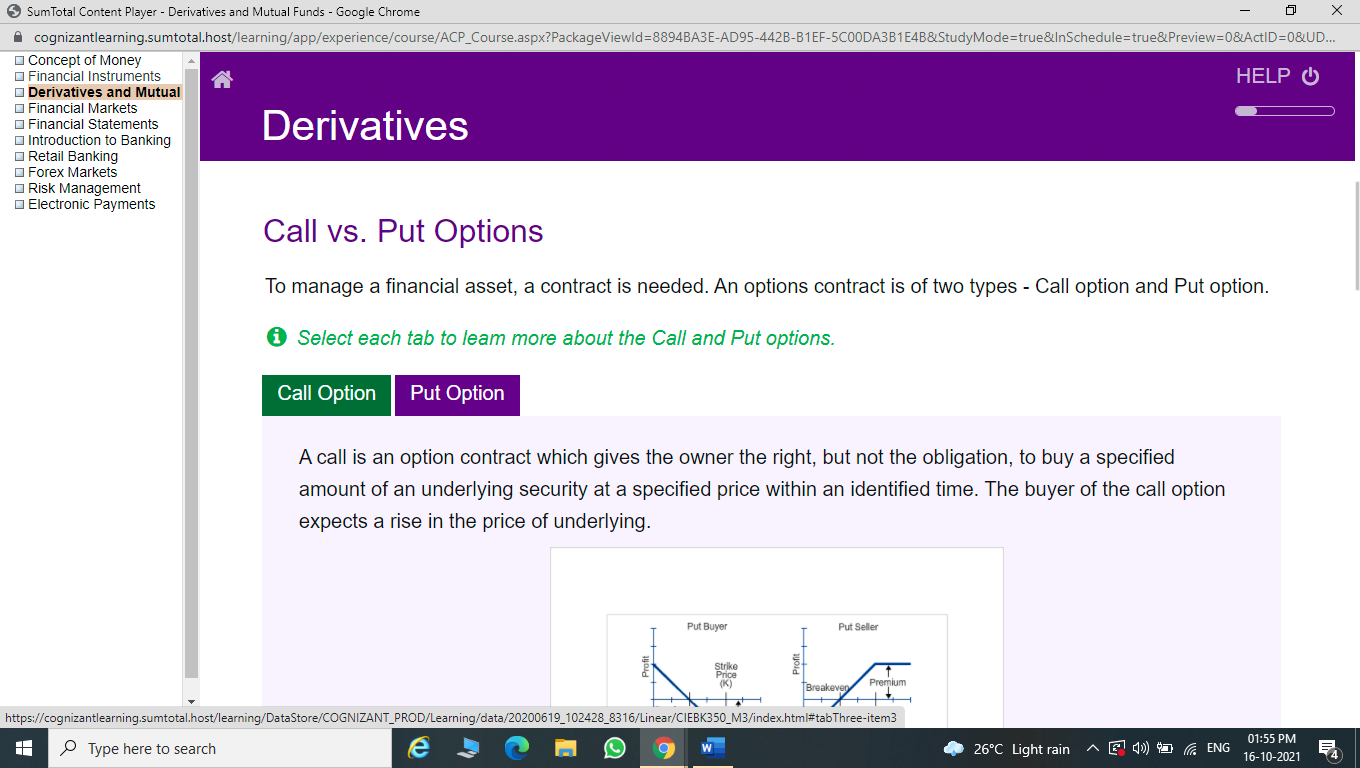 SumTotal Content Player - Derivatives and Mutual Funds - Google Chrome
cognizantlearning.sumtotal.host/learning/app/experience/course/ACP_Course.aspx?PackageViewId=8894BA3E-AD95-442B-B1EF-5C00DA3B1E4B&StudyMode=true&InSchedule=true&Preview=0&ActID=0&UD...
Concept of Money
Financial Instruments
Derivatives and Mutual
Financial Markets
Financial Statements
Introduction to Banking
Retail Banking
Forex Markets
Risk Management
Electronic Payments
HELP
Derivatives
Call vs. Put Options
To manage a financial asset, a contract is needed. An options contract is of two types - Call option and Put option.
Select each tab to learn more about the Call and Put options.
Call Option Put Option
A call is an option contract which gives the owner the right, but not the obligation, to buy a specified
amount of an underlying security at a specified price within an identified time. The buyer of the call option
expects a rise in the price of underlying.
Put Buyer
Profit
Strike
Price
(K)
Put Seller
Profit
Breakeven
Premium
https://cognizantlearning.sumtotal.host/learning/DataStore/COGNIZANT_PROD/Learning/data/20200619_102428_8316/Linear/CIEBK350_M3/index.html#tabThree-item3
Type here to search
26°C Light rain
ENG
01:55 PM
16-10-2021
4